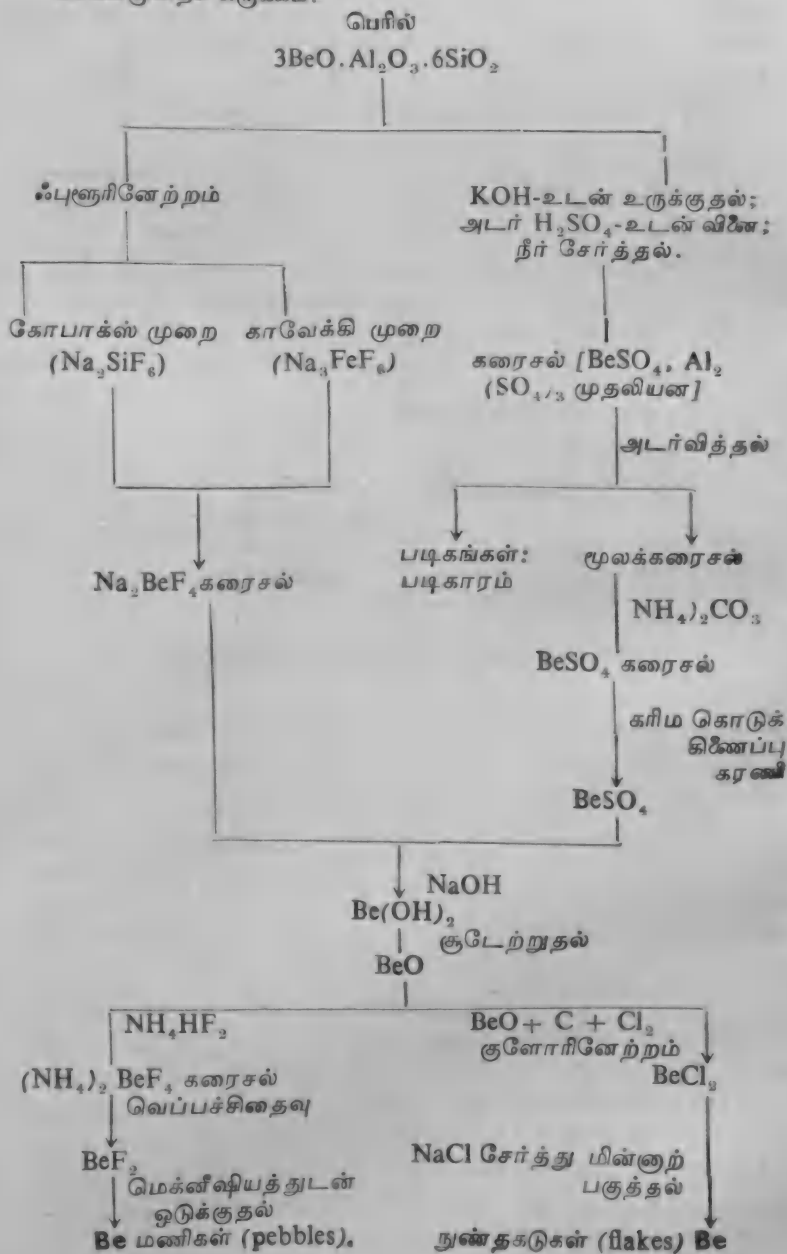 பெரில்
3BeO.Al₂O₃.6SiO₂
ஃபுளூரினேற்றம்
KOH-உடன் உருக்குதல்;
அடர் H₂SO₄-உடன் வினை;
நீர் சேர்த்தல்.
கோபாக்ஸ் முறை
(Na₂SiF₆)
காவேக்கி முறை
(Na₃FeF₆)
கரைசல் [BeSO₄, Al₂
(SO₄)₃ முதலியன]
அடர்வித்தல்
Na₂BeF₄ கரைசல்
படிகங்கள்:
படிகாரம்
மூலக்கரைசல்
NH₄)₂CO₃
BeSO₄ கரைசல்
கரிம கொடுக்
கிணைப்பு
கரணி
BeSO₄
NaOH
Be(OH)₂
சூடேற்றுதல்
BeO
NH₄HF₂
(NH₄)₂ BeF₄ கரைசல்
வெப்பச்சிதைவு
BeF₂
மெக்னீஷியத்துடன்
ஒடுக்குதல்
Be மணிகள் (pebbles).
BeO + C + Cl₂
குளோரினேற்றம்
BeCl₂
NaCl சேர்த்து மின்னாற்
பகுத்தல்
நுண்தகடுகள் (flakes) Be